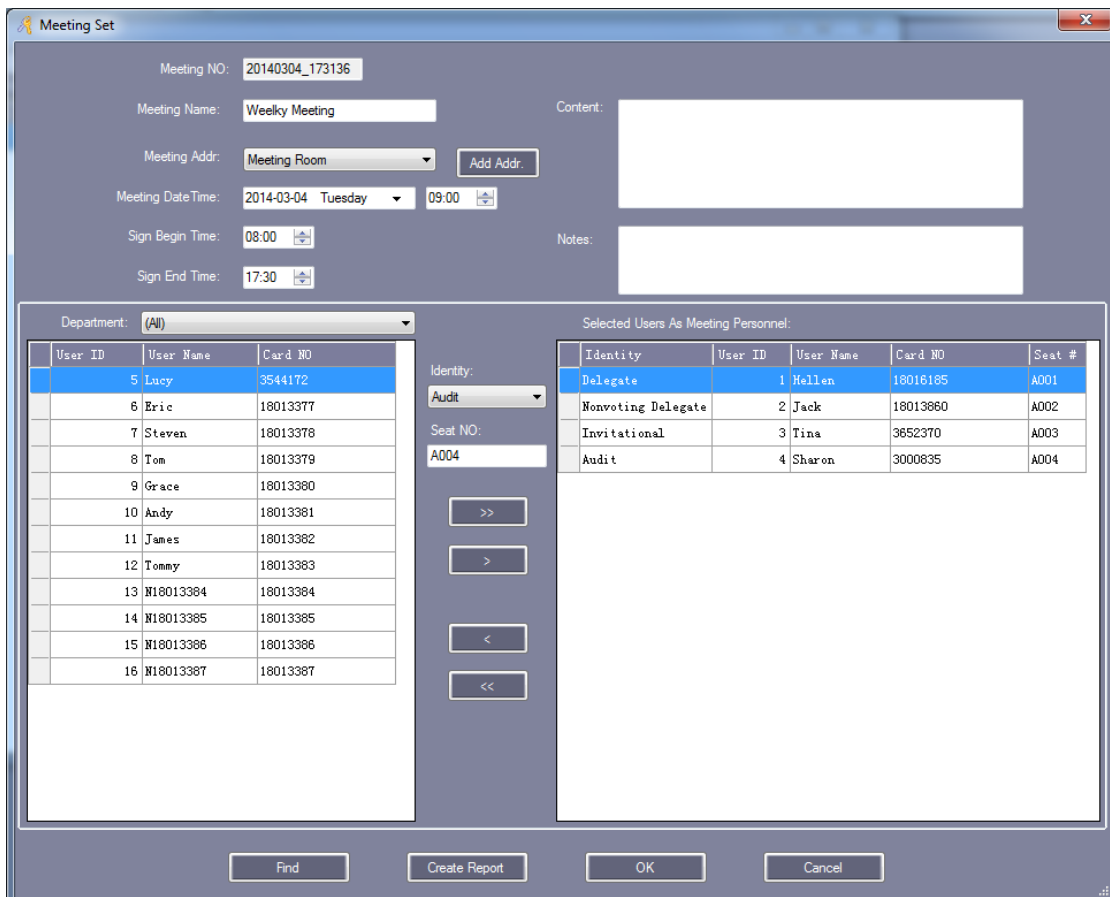 Meeting Set
Meeting NO: 20140304_173136
Meeting Name: Weelky Meeting
Content:
Meeting Addr: Meeting Room Add Addr.
Meeting DateTime: 2014-03-04 Tuesday 09:00
Sign Begin Time: 08:00
Notes:
Sign End Time: 17:30
Department: (All)
User ID User Name Card NO
5 Lucy 3544172
6 Eric 18013377
7 Steven 18013378
8 Tom 18013379
9 Grace 18013380
10 Andy 18013381
11 James 18013382
12 Tommy 18013383
13 N18013384 18013384
14 N18013385 18013385
15 N18013386 18013386
16 N18013387 18013387
Identity:
Audit
Seat NO:
A004
>>
>
<
<<
Selected Users As Meeting Personnel:
Identity User ID User Name Card NO Seat #
Delegate 1 Hellen 18016185 A001
Nonvoting Delegate 2 Jack 18013860 A002
Invitational 3 Tina 3652370 A003
Audit 4 Sharon 3000835 A004
Find Create Report OK Cancel